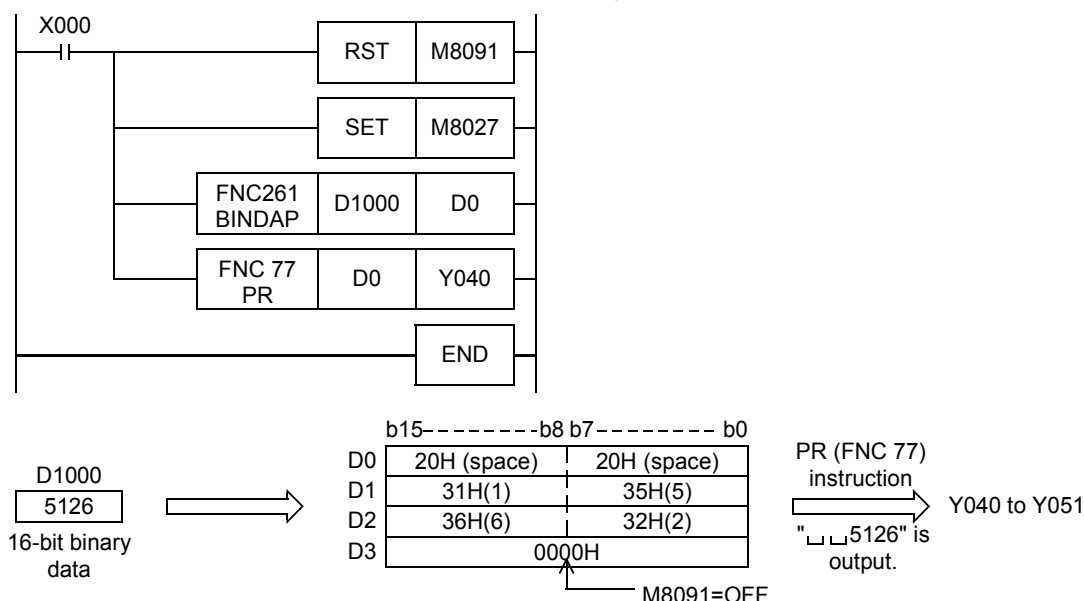 X000
RST M8091
SET M8027
FNC261 BINDAP D1000 D0
FNC 77 PR D0 Y040
END
b15 b8 b7 b0
D1000
5126
16-bit binary
data
D0 20H (space) 20H (space)
D1 31H(1) 35H(5)
D2 36H(6) 32H(2)
D3 0000H
M8091=OFF
PR (FNC 77)
instruction
"␣␣5126" is
output.
Y040 to Y051